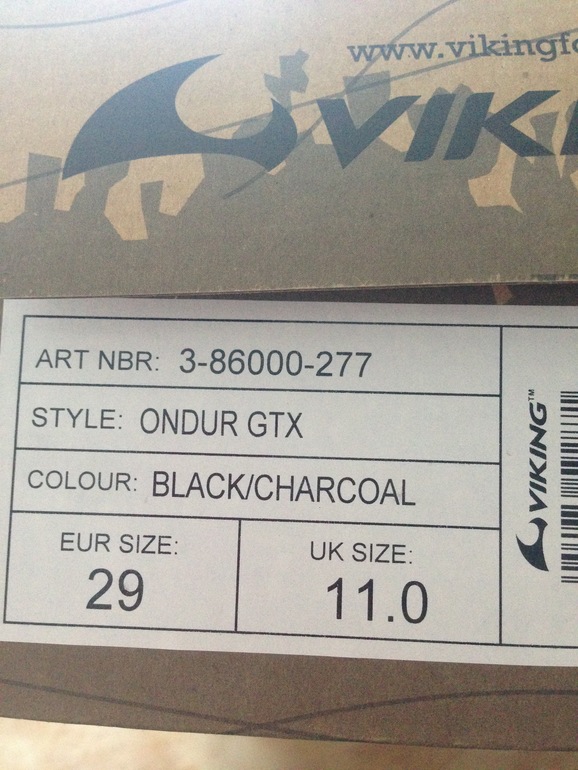 www.vikingfo
VIKI
ART NBR: 3-86000-277
STYLE: ONDUR GTX
COLOUR: BLACK/CHARCOAL
EUR SIZE:
29
UK SIZE:
11.0
VIKING™